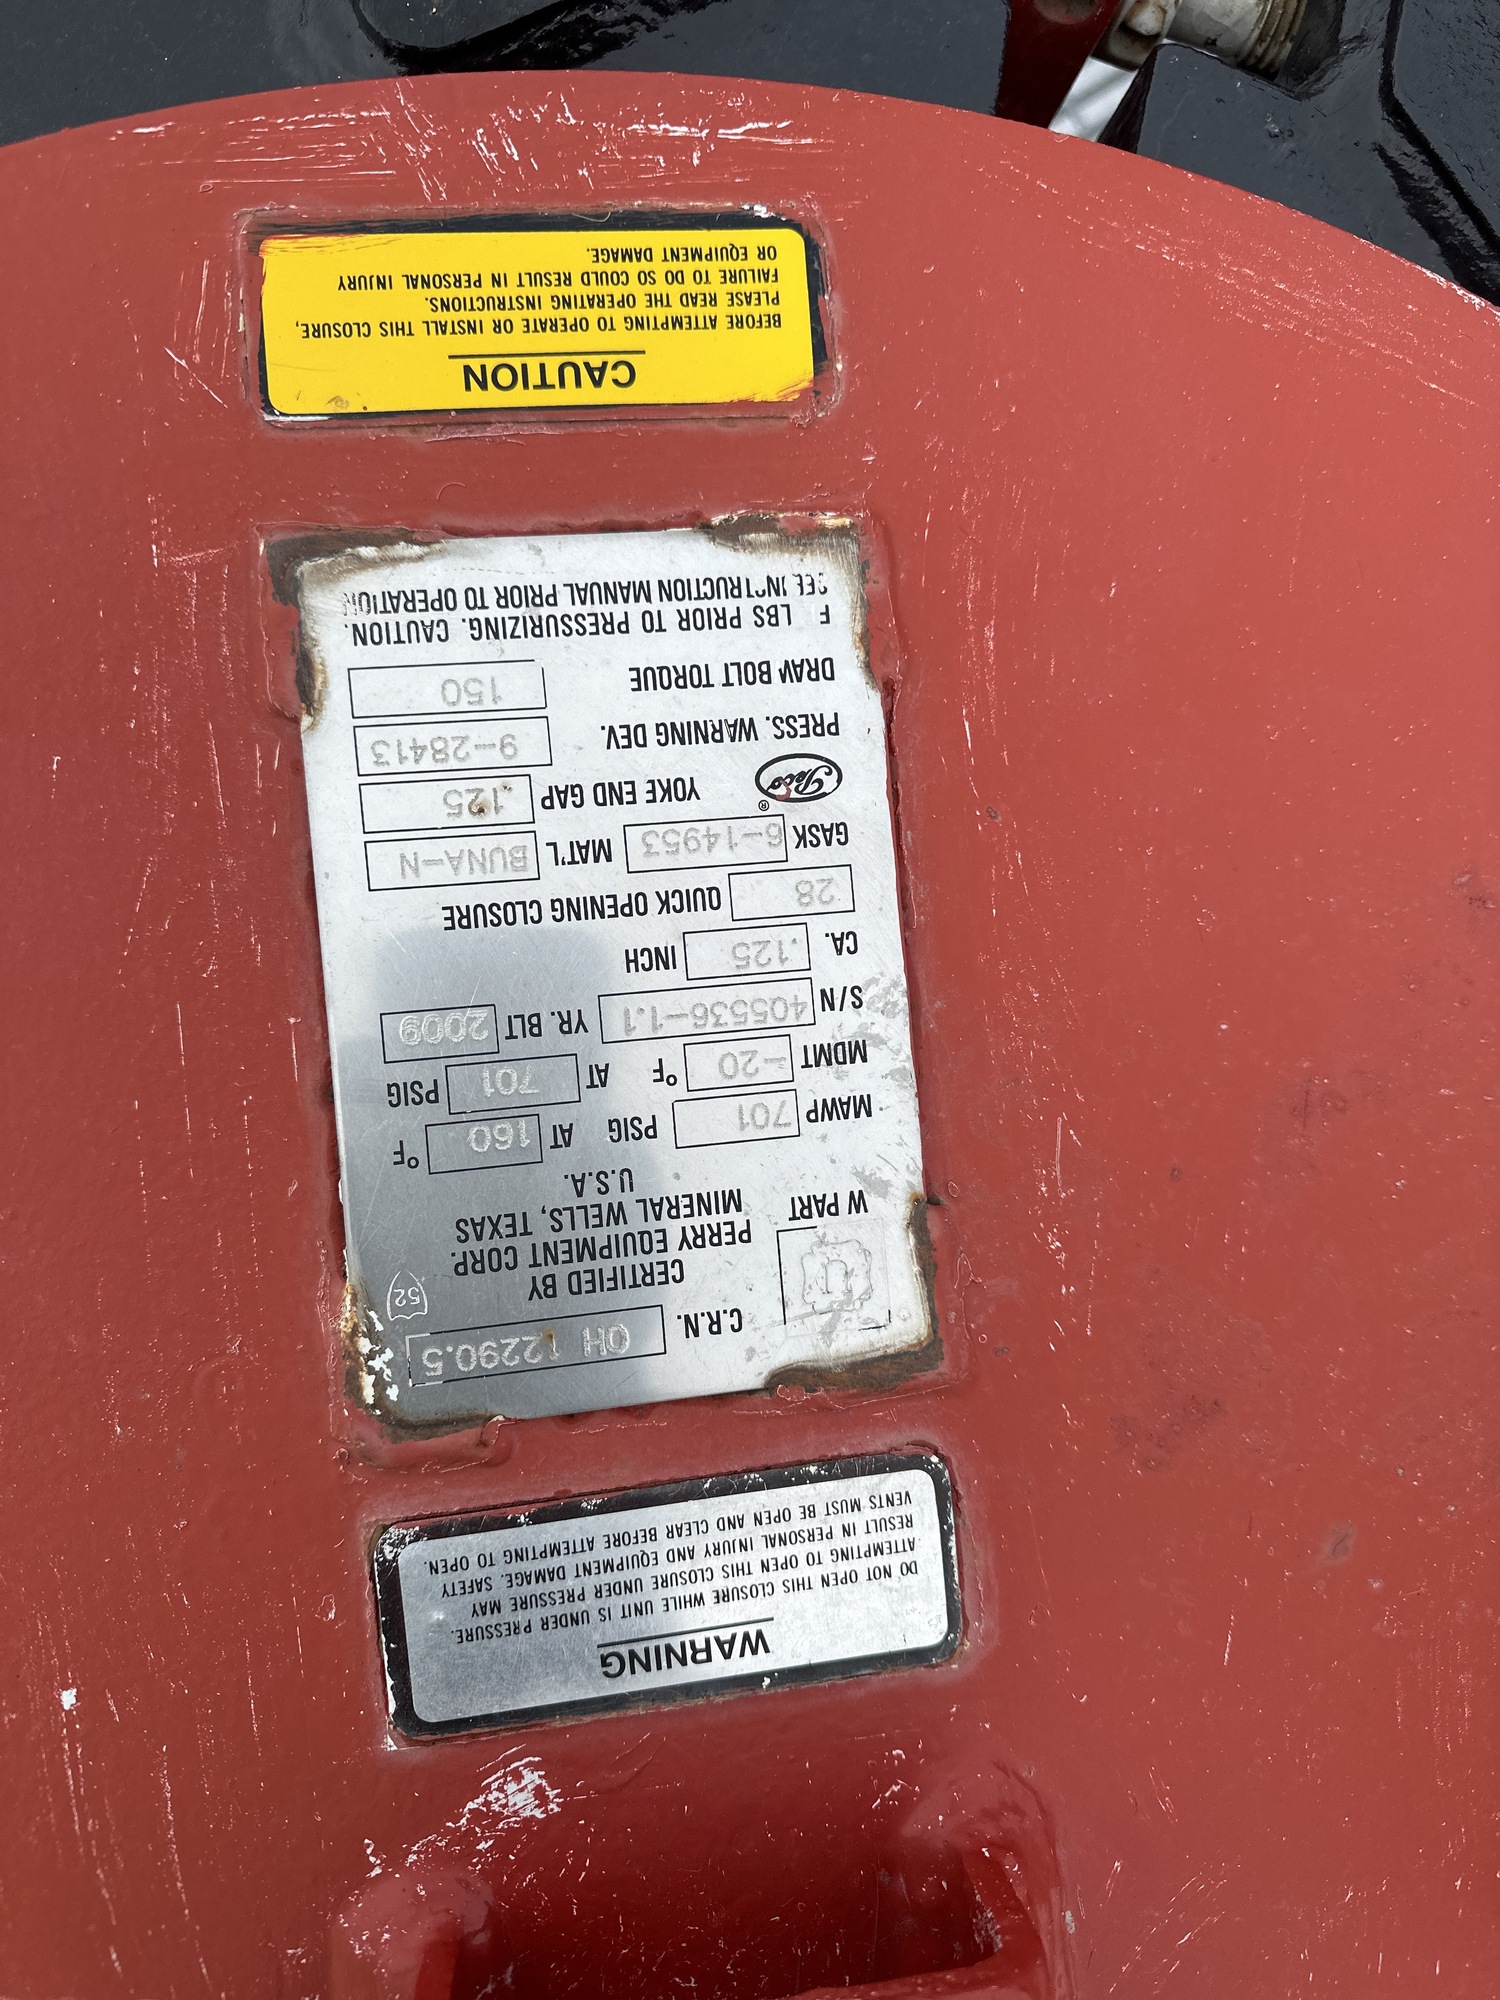 WARNING
DO NOT OPEN THIS CLOSURE WHILE UNIT IS UNDER PRESSURE.
ATTEMPTING TO OPEN THIS CLOSURE UNDER PRESSURE MAY
RESULT IN PERSONAL INJURY AND EQUIPMENT DAMAGE. SAFETY
VENTS MUST BE OPEN AND CLEAR BEFORE ATTEMPTING TO OPEN.
C.R.N. 0H 12290.5
U
W PART
CERTIFIED BY
PERRY EQUIPMENT CORP.
MINERAL WELLS, TEXAS
U.S.A.
52
MAWP 701 PSIG AT 160 °F
MDMT -20 °F AT 701 PSIG
S/N 405536-1.1 YR. BLT 2009
CA. .125 INCH
28 QUICK OPENING CLOSURE
GASK 6-14953 MAT'L BUNA-N
Peco ® YOKE END GAP .125
PRESS. WARNING DEV. 9-28413
DRAW BOLT TORQUE 150
F LBS PRIOR TO PRESSURIZING. CAUTION.
SEE INSTRUCTION MANUAL PRIOR TO OPERATION
CAUTION
BEFORE ATTEMPTING TO OPERATE OR INSTALL THIS CLOSURE,
PLEASE READ THE OPERATING INSTRUCTIONS.
FAILURE TO DO SO COULD RESULT IN PERSONAL INJURY
OR EQUIPMENT DAMAGE.